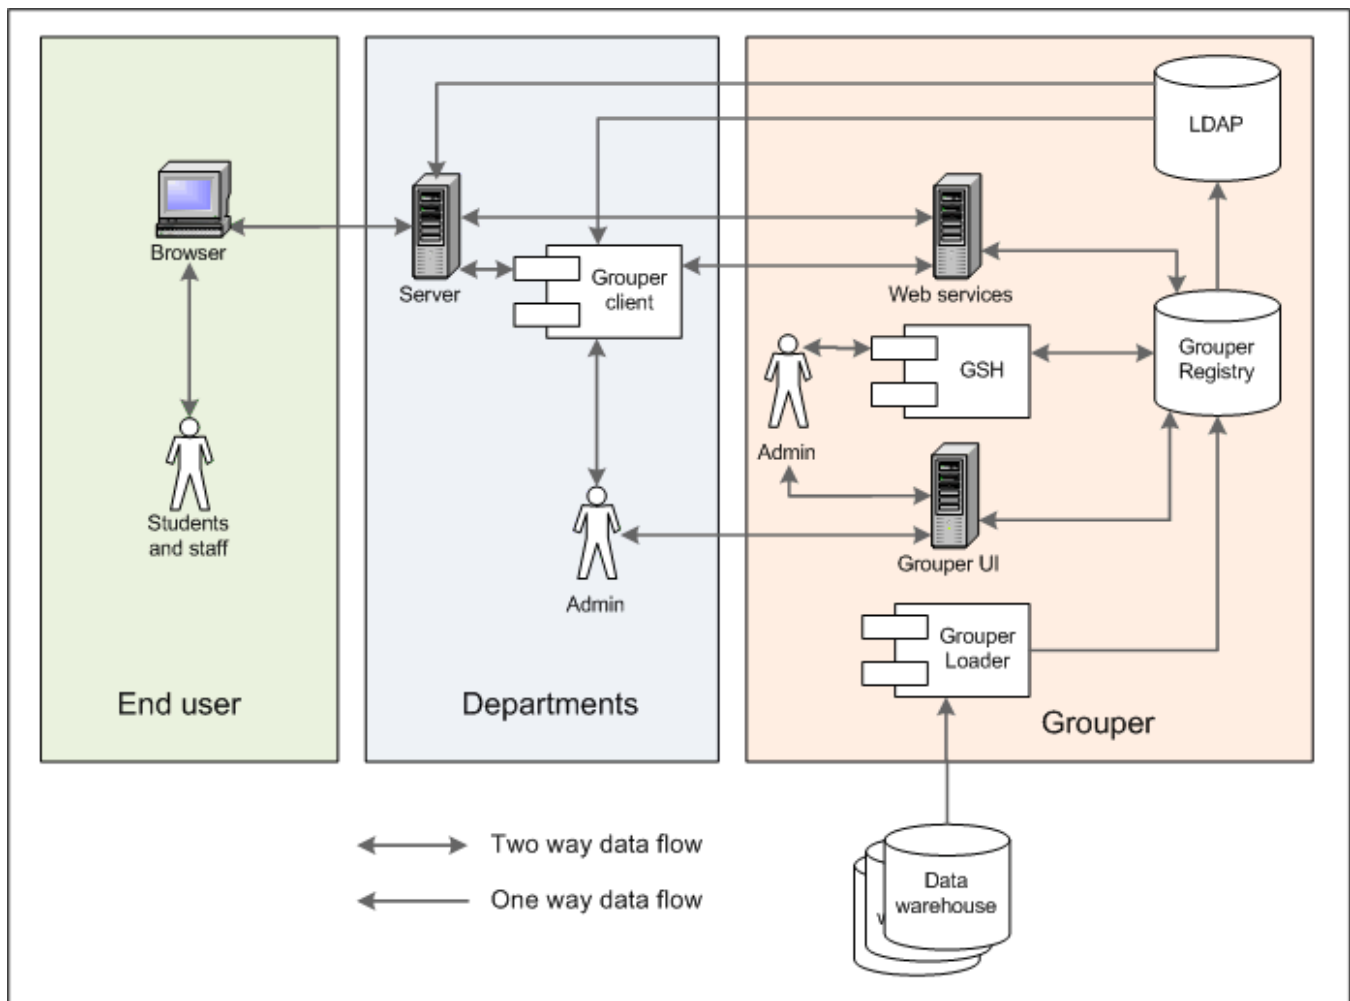 LDAP
Browser
Server
Grouper
client
Web services
Grouper
Registry
GSH
Admin
Students
and staff
Grouper UI
Admin
Grouper
Loader
End user
Departments
Grouper
Two way data flow
One way data flow
Data
warehouse